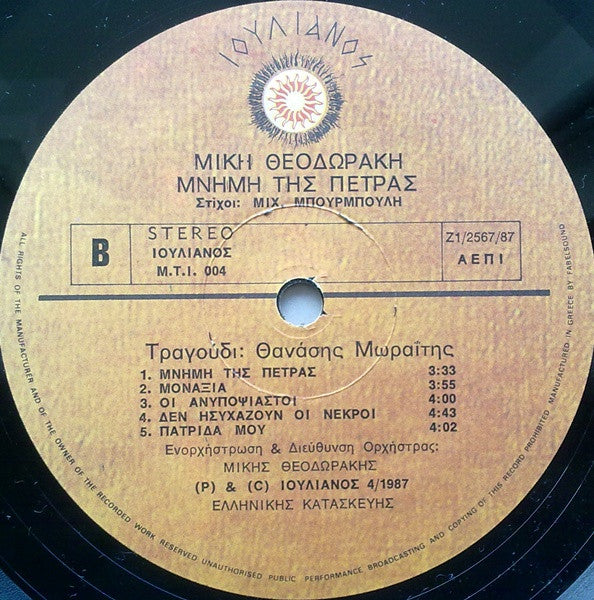 ΙΟΥΛΙΑΝΟΣ
ΜΙΚΗ ΘΕΟΔΩΡΑΚΗ
ΜΝΗΜΗ ΤΗΣ ΠΕΤΡΑΣ
Στίχοι: ΜΙΧ. ΜΠΟΥΡΜΠΟΥΛΗ
B
STEREO
ΙΟΥΛΙΑΝΟΣ
Μ.Τ.Ι. 004
Ζ1/2567/87
ΑΕΠΙ
Τραγούδι: Θανάσης Μωραΐτης
1. ΜΝΗΜΗ ΤΗΣ ΠΕΤΡΑΣ 3:33
2. ΜΟΝΑΞΙΑ 3:55
3. ΟΙ ΑΝΥΠΟΨΙΑΣΤΟΙ 4:00
4. ΔΕΝ ΗΣΥΧΑΖΟΥΝ ΟΙ ΝΕΚΡΟΙ 4:43
5. ΠΑΤΡΙΔΑ ΜΟΥ 4:02
Ενορχήστρωση & Διεύθυνση Ορχήστρας:
ΜΙΚΗΣ ΘΕΟΔΩΡΑΚΗΣ
(P) & (C) ΙΟΥΛΙΑΝΟΣ 4/1987
ΕΛΛΗΝΙΚΗΣ ΚΑΤΑΣΚΕΥΗΣ
ALL RIGHTS OF THE MANUFACTURER AND OF THE OWNER OF THE RECORDED WORK RESERVED UNAUTHORISED PUBLIC PERFORMANCE BROADCASTING AND COPYING OF THIS RECORD PROHIBITED MANUFACTURED IN GREECE BY FABELSOUND